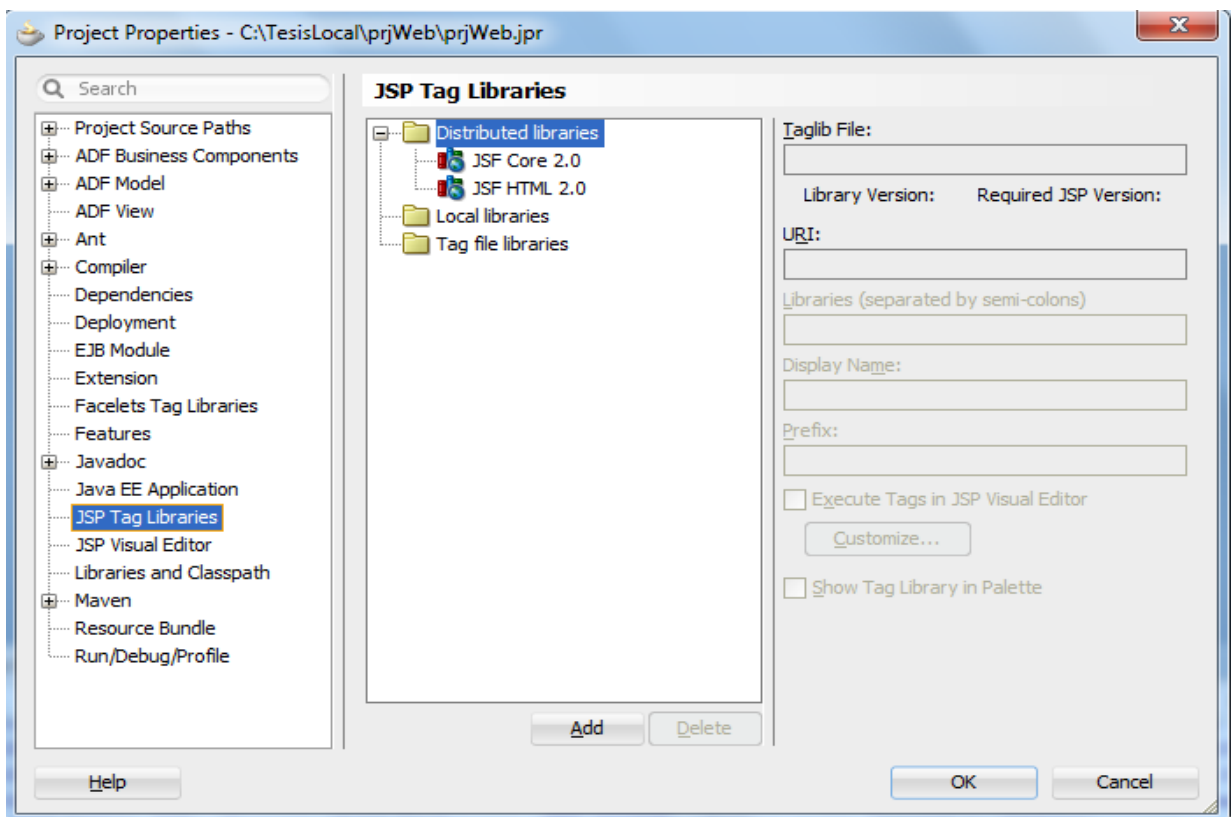 Project Properties - C:\TesisLocal\prjWeb\prjWeb.jpr
x
Search
Project Source Paths
ADF Business Components
ADF Model
ADF View
Ant
Compiler
Dependencies
Deployment
EJB Module
Extension
Facelets Tag Libraries
Features
Javadoc
Java EE Application
JSP Tag Libraries
JSP Visual Editor
Libraries and Classpath
Maven
Resource Bundle
Run/Debug/Profile
JSP Tag Libraries
Distributed libraries
JSF Core 2.0
JSF HTML 2.0
Local libraries
Tag file libraries
Add
Delete
Taglib File:
Library Version: Required JSP Version:
URI:
Libraries (separated by semi-colons)
Display Name:
Prefix:
Execute Tags in JSP Visual Editor
Customize...
Show Tag Library in Palette
Help
OK
Cancel